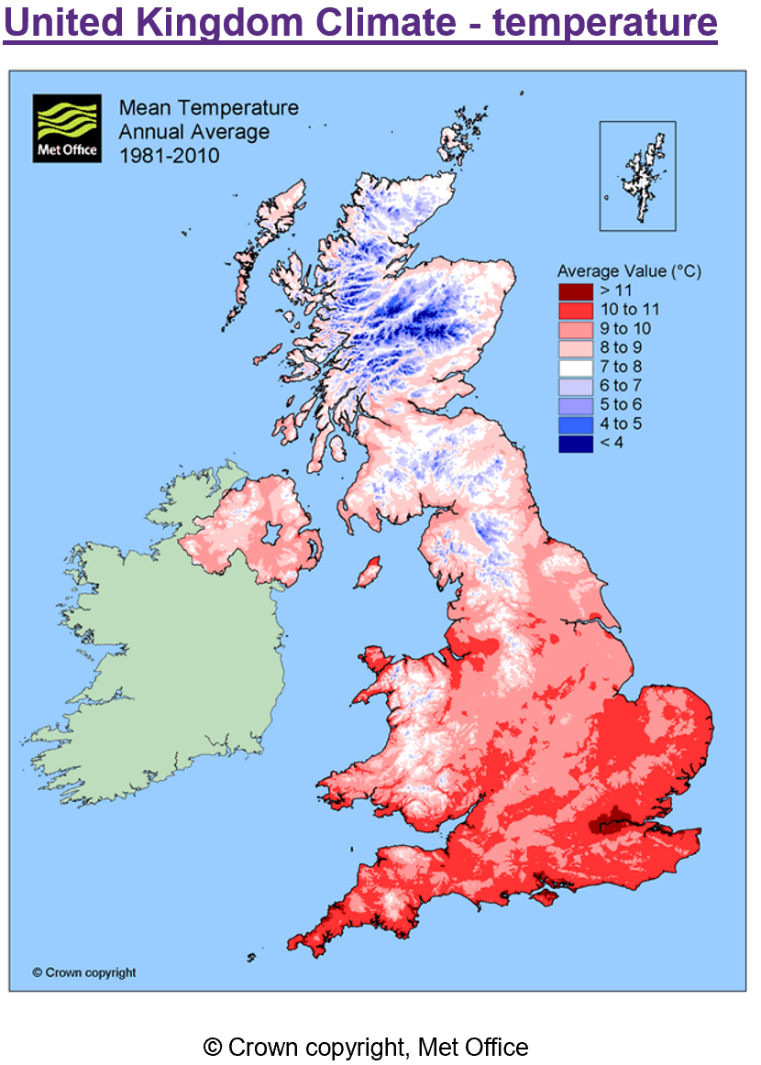 United Kingdom Climate - temperature
Met Office
Mean Temperature
Annual Average
1981-2010
Average Value (°C)
> 11
10 to 11
9 to 10
8 to 9
7 to 8
6 to 7
5 to 6
4 to 5
< 4
© Crown copyright
© Crown copyright, Met Office